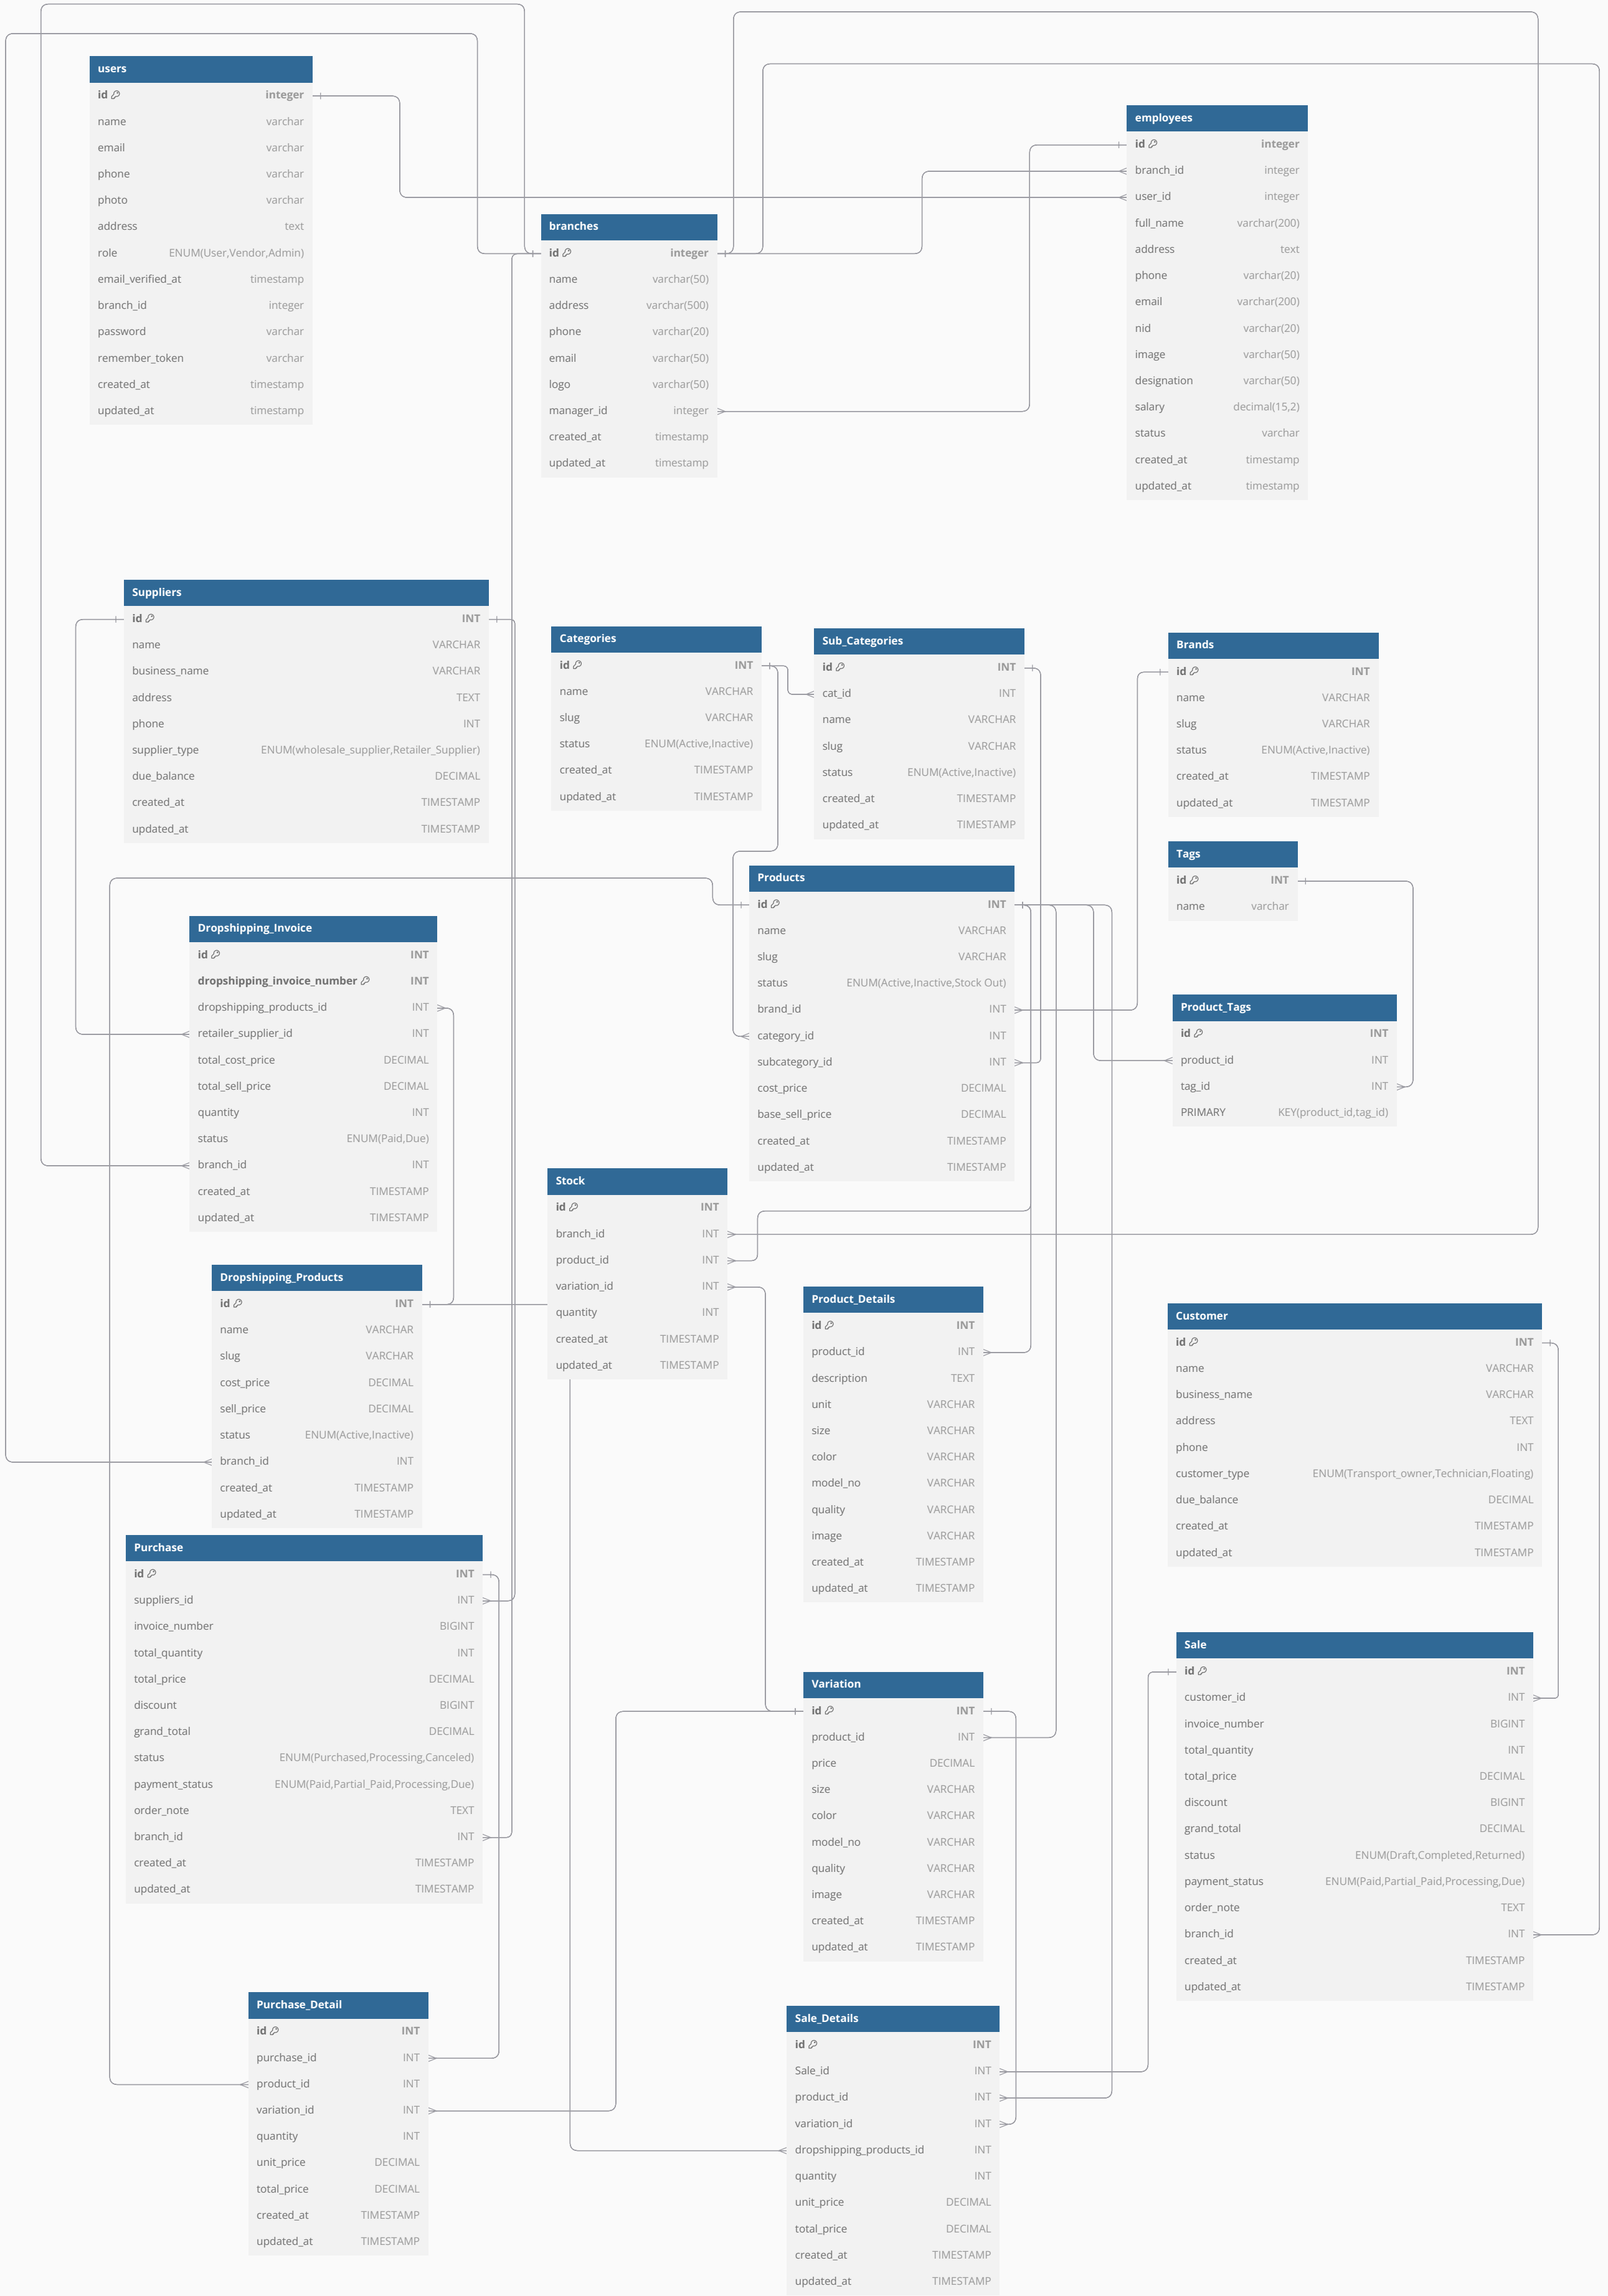 users
id integer
name varchar
email varchar
phone varchar
photo varchar
address text
role ENUM(User,Vendor,Admin)
email_verified_at timestamp
branch_id integer
password varchar
remember_token varchar
created_at timestamp
updated_at timestamp
employees
id integer
branch_id integer
user_id integer
full_name varchar(200)
address text
phone varchar(20)
email varchar(200)
nid varchar(20)
image varchar(50)
designation varchar(50)
salary decimal(15,2)
status varchar
created_at timestamp
updated_at timestamp
branches
id integer
name varchar(50)
address varchar(500)
phone varchar(20)
email varchar(50)
logo varchar(50)
manager_id integer
created_at timestamp
updated_at timestamp
Suppliers
id INT
name VARCHAR
business_name VARCHAR
address TEXT
phone INT
supplier_type ENUM(wholesale_supplier,Retailer_Supplier)
due_balance DECIMAL
created_at TIMESTAMP
updated_at TIMESTAMP
Categories
id INT
name VARCHAR
slug VARCHAR
status ENUM(Active,Inactive)
created_at TIMESTAMP
updated_at TIMESTAMP
Sub_Categories
id INT
cat_id INT
name VARCHAR
slug VARCHAR
status ENUM(Active,Inactive)
created_at TIMESTAMP
updated_at TIMESTAMP
Brands
id INT
name VARCHAR
slug VARCHAR
status ENUM(Active,Inactive)
created_at TIMESTAMP
updated_at TIMESTAMP
Tags
id INT
name varchar
Products
id INT
name VARCHAR
slug VARCHAR
status ENUM(Active,Inactive,Stock Out)
brand_id INT
category_id INT
subcategory_id INT
cost_price DECIMAL
base_sell_price DECIMAL
created_at TIMESTAMP
updated_at TIMESTAMP
Dropshipping_Invoice
id INT
dropshipping_invoice_number INT
dropshipping_products_id INT
retailer_supplier_id INT
total_cost_price DECIMAL
total_sell_price DECIMAL
quantity INT
status ENUM(Paid,Due)
branch_id INT
created_at TIMESTAMP
updated_at TIMESTAMP
Product_Tags
id INT
product_id INT
tag_id INT
PRIMARY KEY(product_id,tag_id)
Stock
id INT
branch_id INT
product_id INT
variation_id INT
quantity INT
created_at TIMESTAMP
updated_at TIMESTAMP
Dropshipping_Products
id INT
name VARCHAR
slug VARCHAR
cost_price DECIMAL
sell_price DECIMAL
status ENUM(Active,Inactive)
branch_id INT
created_at TIMESTAMP
updated_at TIMESTAMP
Product_Details
id INT
product_id INT
description TEXT
unit VARCHAR
size VARCHAR
color VARCHAR
model_no VARCHAR
quality VARCHAR
image VARCHAR
created_at TIMESTAMP
updated_at TIMESTAMP
Customer
id INT
name VARCHAR
business_name VARCHAR
address TEXT
phone INT
customer_type ENUM(Transport_owner,Technician,Floating)
due_balance DECIMAL
created_at TIMESTAMP
updated_at TIMESTAMP
Purchase
id INT
suppliers_id INT
invoice_number BIGINT
total_quantity INT
total_price DECIMAL
discount BIGINT
grand_total DECIMAL
status ENUM(Purchased,Processing,Canceled)
payment_status ENUM(Paid,Partial_Paid,Processing,Due)
order_note TEXT
branch_id INT
created_at TIMESTAMP
updated_at TIMESTAMP
Sale
id INT
customer_id INT
invoice_number BIGINT
total_quantity INT
total_price DECIMAL
discount BIGINT
grand_total DECIMAL
status ENUM(Draft,Completed,Returned)
payment_status ENUM(Paid,Partial_Paid,Processing,Due)
order_note TEXT
branch_id INT
created_at TIMESTAMP
updated_at TIMESTAMP
Variation
id INT
product_id INT
price DECIMAL
size VARCHAR
color VARCHAR
model_no VARCHAR
quality VARCHAR
image VARCHAR
created_at TIMESTAMP
updated_at TIMESTAMP
Purchase_Detail
id INT
purchase_id INT
product_id INT
variation_id INT
quantity INT
unit_price DECIMAL
total_price DECIMAL
created_at TIMESTAMP
updated_at TIMESTAMP
Sale_Details
id INT
Sale_id INT
product_id INT
variation_id INT
dropshipping_products_id INT
quantity INT
unit_price DECIMAL
total_price DECIMAL
created_at TIMESTAMP
updated_at TIMESTAMP